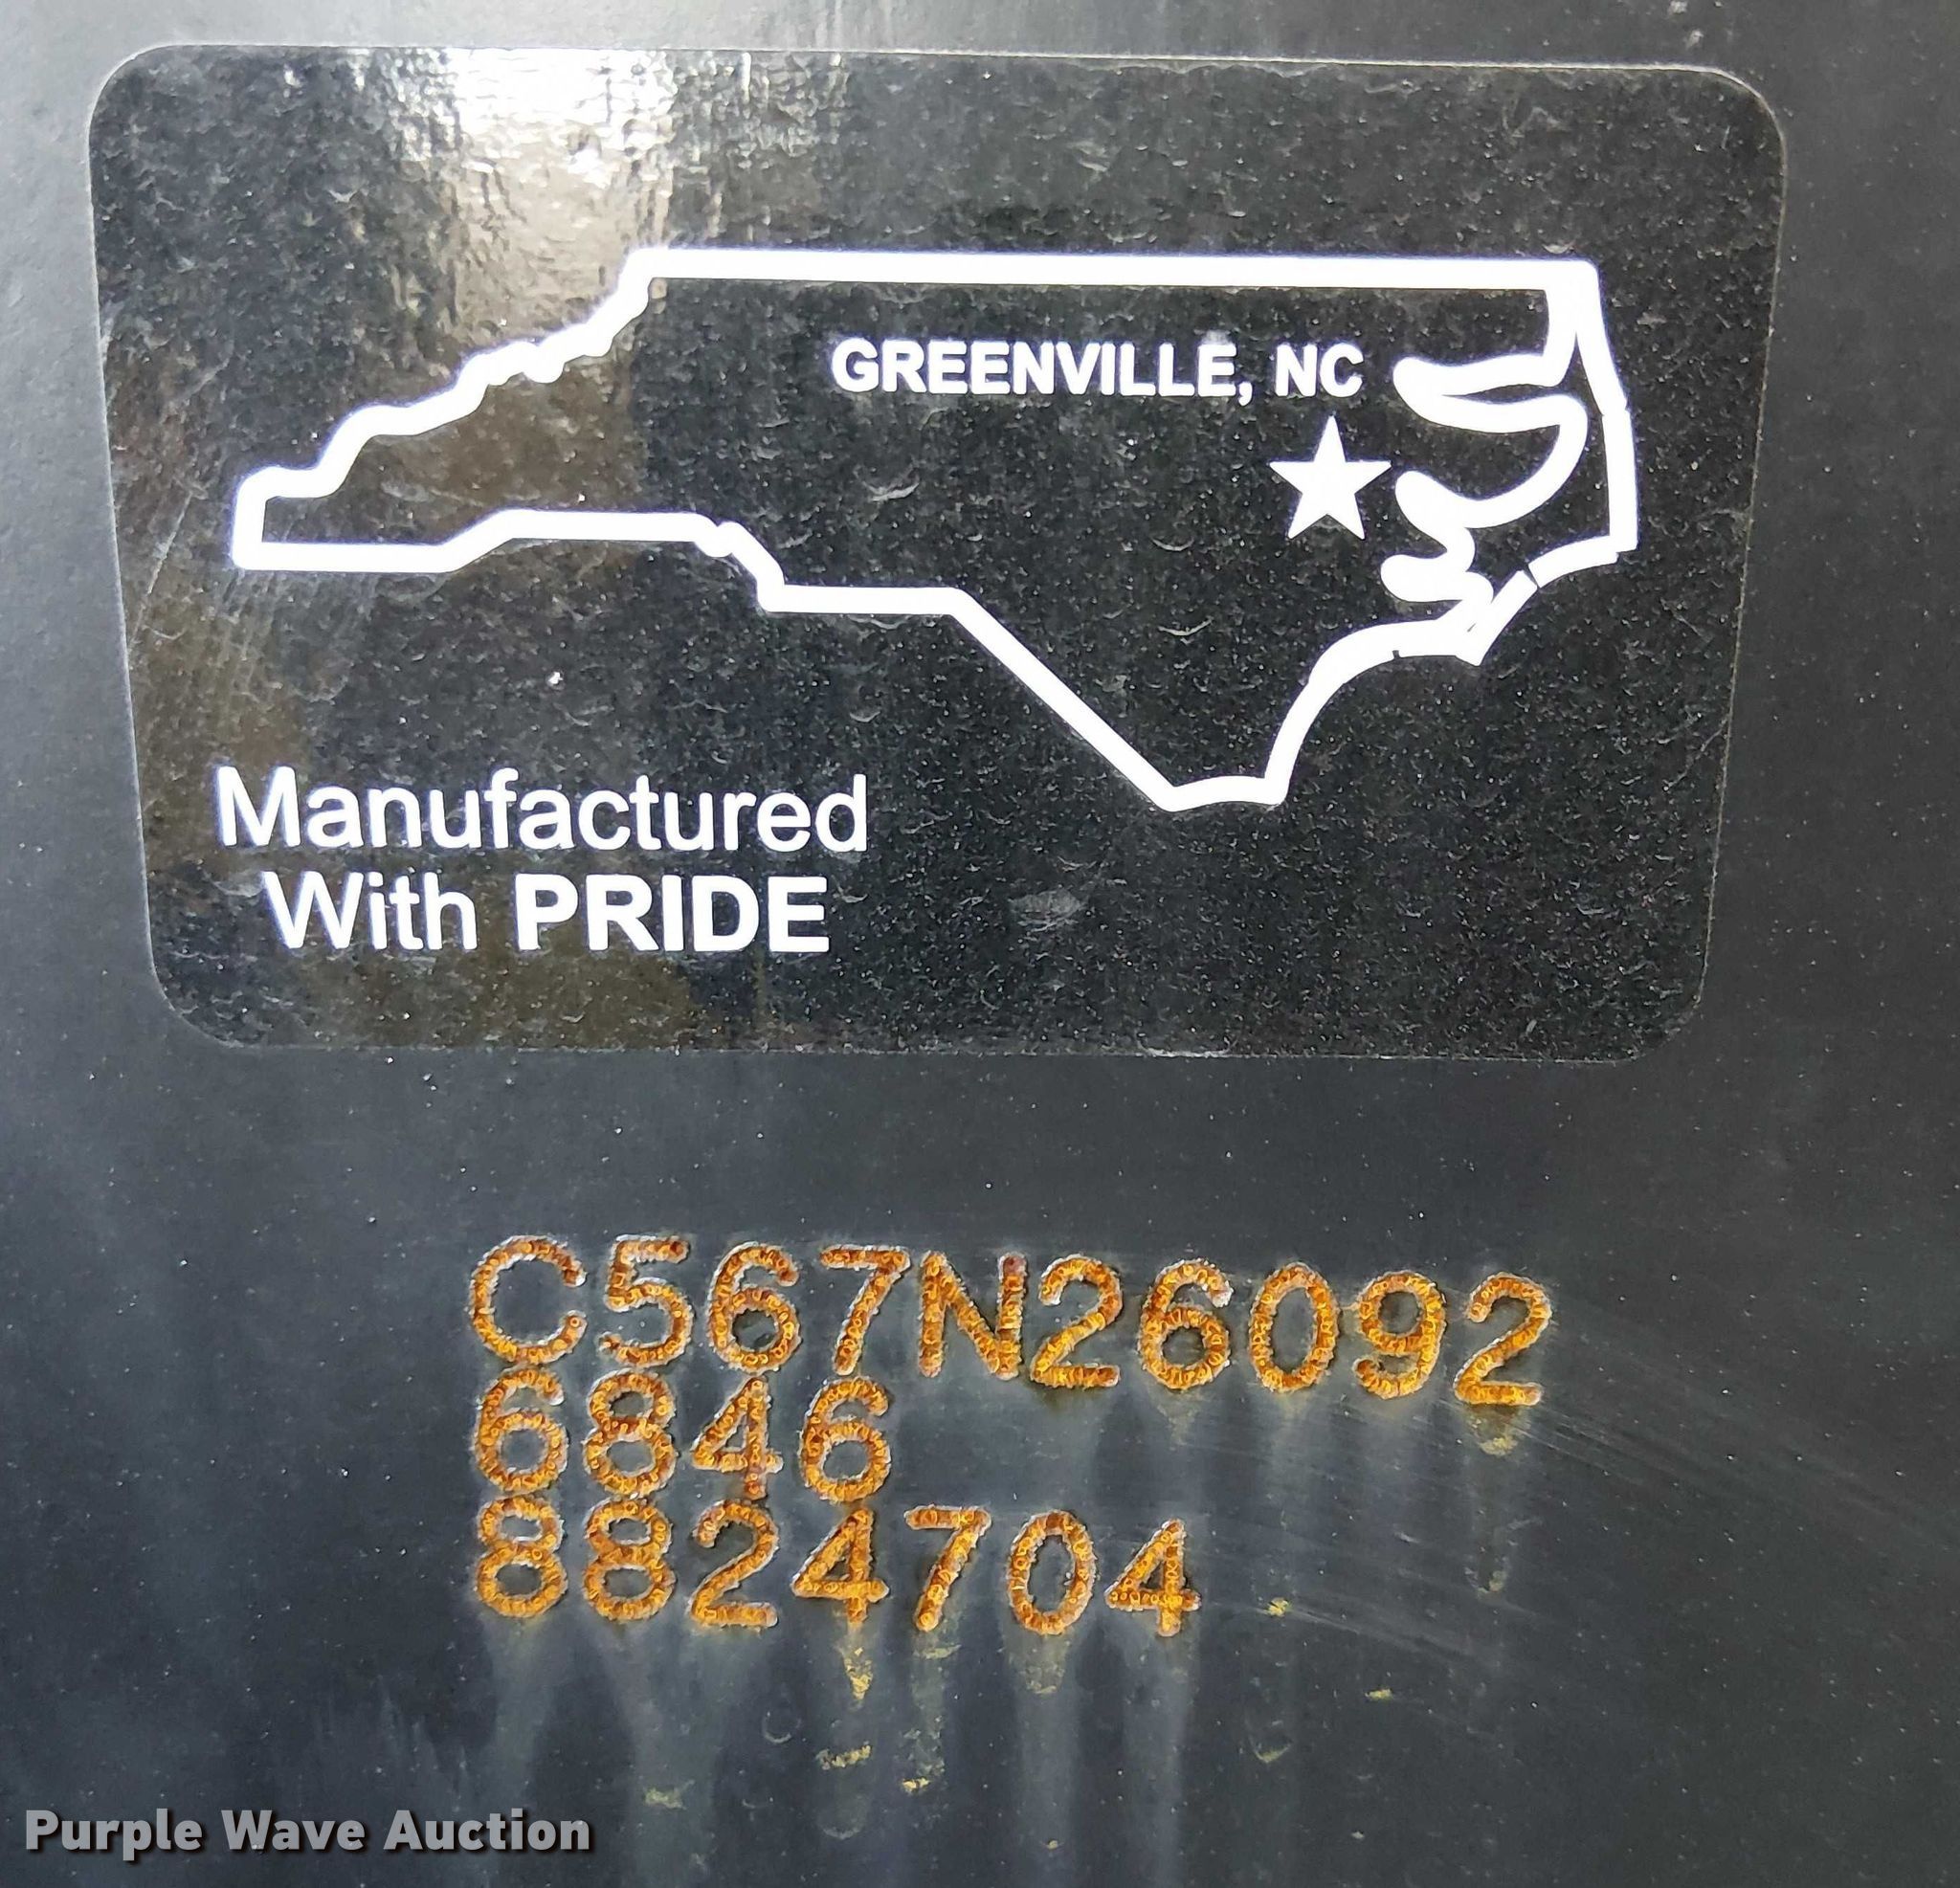 GREENVILLE, NC
Manufactured
With PRIDE
C567N26092
6846
8824704
Purple Wave Auction